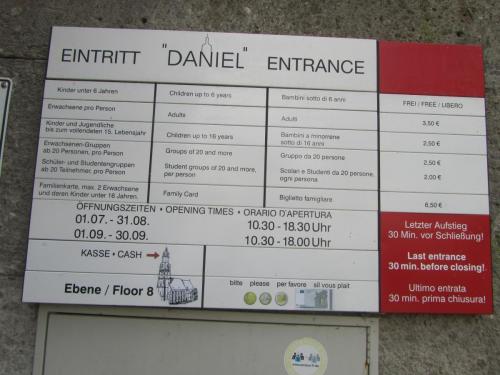 EINTRITT "DANIEL" ENTRANCE
Kinder unter 6 Jahren Children up to 6 years Bambini sotto di 6 anni FREI / FREE / LIBERO
Erwachsene pro Person Adults Adulti 3,50 €
Kinder und Jugendliche
bis zum vollendeten 15. Lebensjahr Children up to 16 years Bambini a minorrene
sotto di 16 anni 2,50 €
Erwachsenen-Gruppen
ab 20 Personen, pro Person Groups of 20 and more Gruppo da 20 persone 2,50 €
Schüler- und Studentengruppen
ab 20 Teilnehmer, pro Person Student groups of 20 and more,
per person Scolari e Studenti da 20 persone,
ogni persona 2,00 €
Familienkarte, max. 2 Erwachsene
und deren Kinder unter 16 Jahren. Family Card Biglietto famigliare 6,50 €
ÖFFNUNGSZEITEN • OPENING TIMES • ORARIO D'APERTURA
01.07. - 31.08. 10.30 - 18.30 Uhr
01.09. - 30.09. 10.30 - 18.00 Uhr
Letzter Aufstieg
30 Min. vor Schließung!
Last entrance
30 min. before closing!
Ultimo entrata
30 min. prima chiusura!
KASSE • CASH
Ebene / Floor 8
bitte please per favore sil vous plait